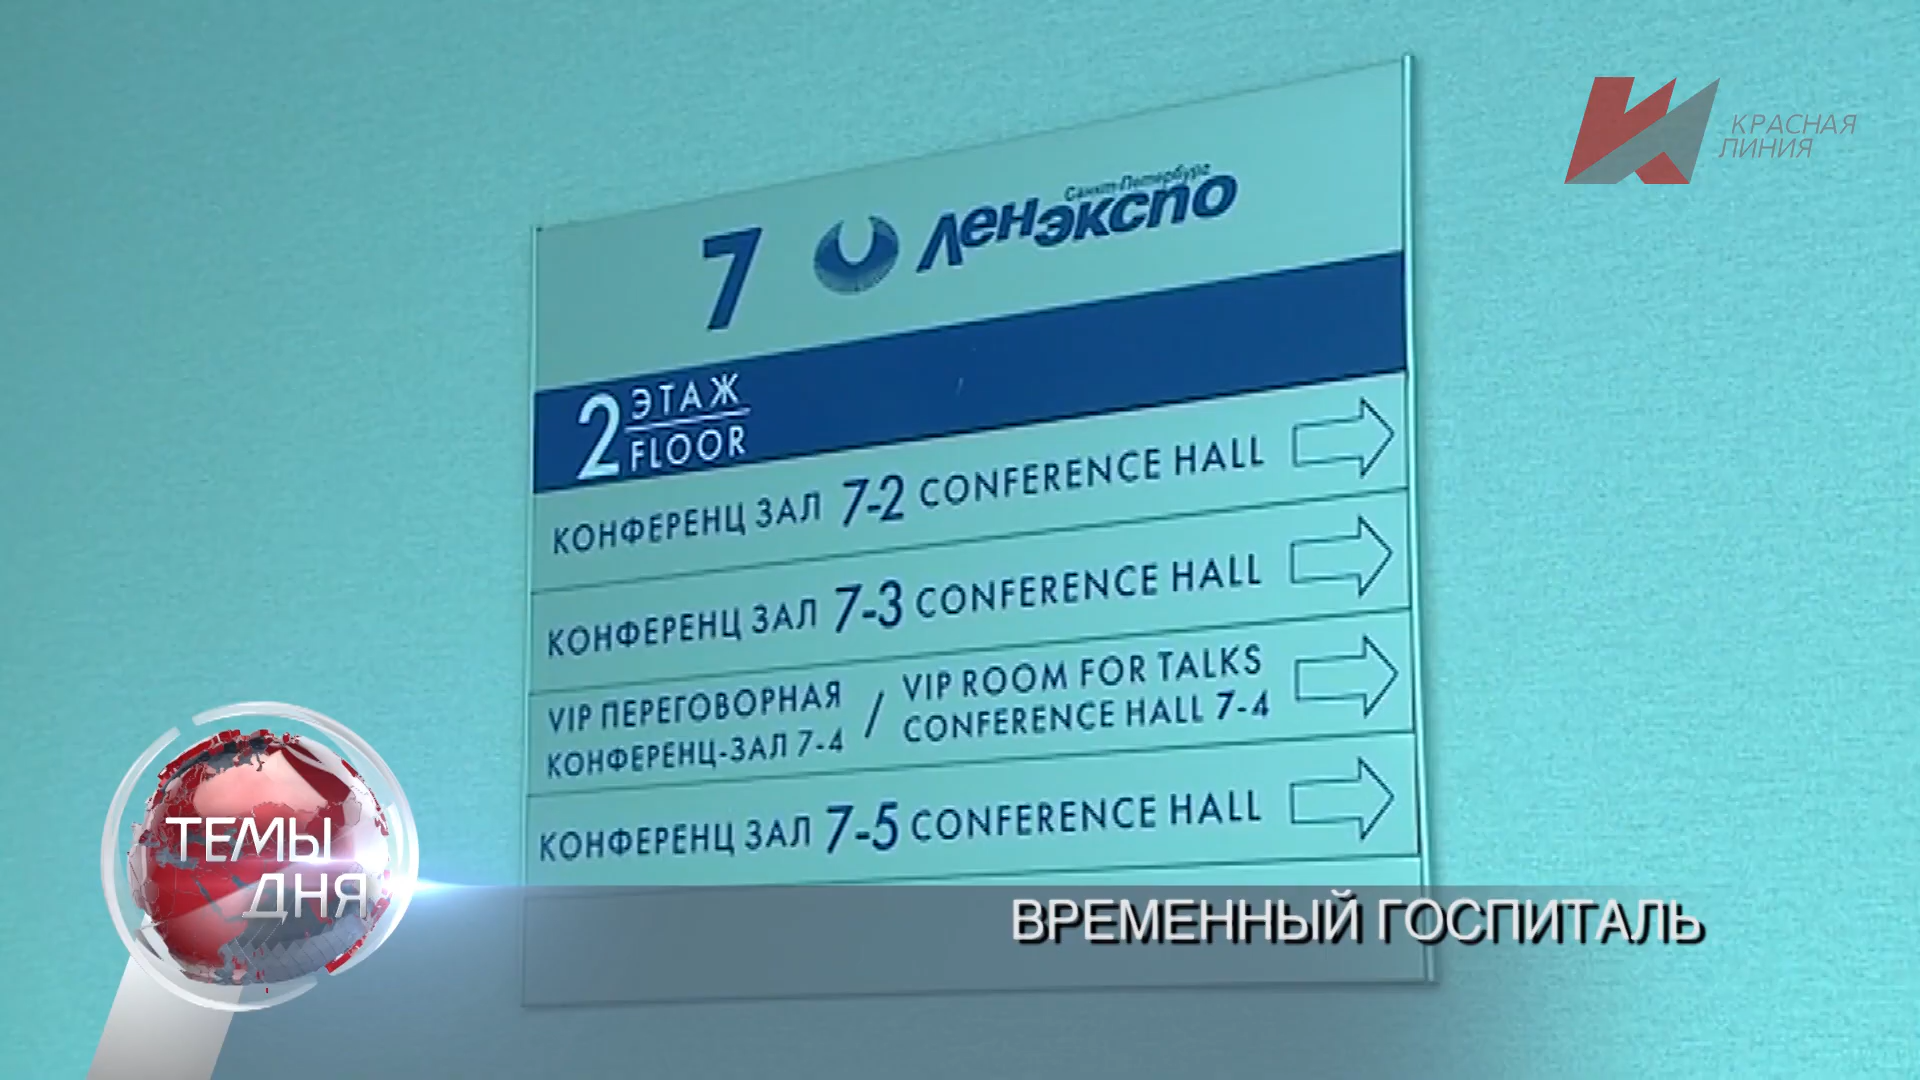 КРАСНАЯ
ЛИНИЯ
Санкт-Петербург
7 ЛенЭкспо
2 ЭТАЖ
FLOOR
КОНФЕРЕНЦ ЗАЛ 7-2 CONFERENCE HALL
КОНФЕРЕНЦ ЗАЛ 7-3 CONFERENCE HALL
VIP ПЕРЕГОВОРНАЯ / VIP ROOM FOR TALKS
КОНФЕРЕНЦ-ЗАЛ 7-4 CONFERENCE HALL 7-4
КОНФЕРЕНЦ ЗАЛ 7-5 CONFERENCE HALL
ТЕМЫ
ДНЯ
ВРЕМЕННЫЙ ГОСПИТАЛЬ